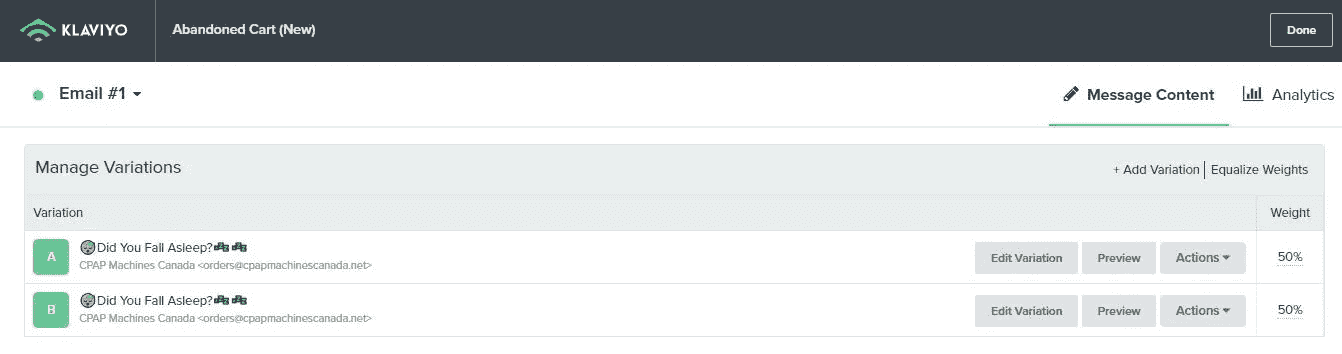 KLAVIYO
Abandoned Cart (New)
Done
Email #1
Message Content
Analytics
Manage Variations
+ Add Variation | Equalize Weights
Variation
Weight
A
😴Did You Fall Asleep?💤💤
CPAP Machines Canada <orders@cpapmachinescanada.net>
Edit Variation
Preview
Actions
50%
B
😴Did You Fall Asleep?💤💤
CPAP Machines Canada <orders@cpapmachinescanada.net>
Edit Variation
Preview
Actions
50%